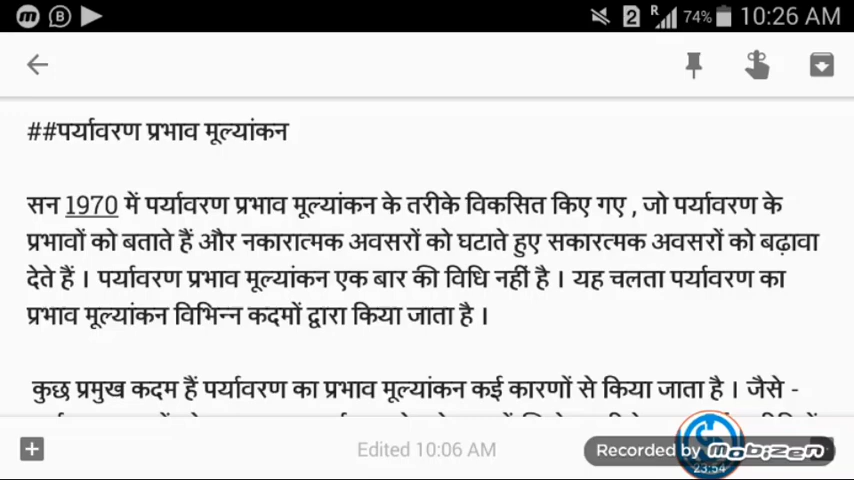 74% 10:26 AM
##पर्यावरण प्रभाव मूल्यांकन
सन 1970 में पर्यावरण प्रभाव मूल्यांकन के तरीके विकसित किए गए , जो पर्यावरण के
प्रभावों को बताते हैं और नकारात्मक अवसरों को घटाते हुए सकारत्मक अवसरों को बढ़ावा
देते हैं । पर्यावरण प्रभाव मूल्यांकन एक बार की विधि नहीं है । यह चलता पर्यावरण का
प्रभाव मूल्यांकन विभिन्न कदमों द्वारा किया जाता है ।
कुछ प्रमुख कदम हैं पर्यावरण का प्रभाव मूल्यांकन कई कारणों से किया जाता है । जैसे -
Edited 10:06 AM
Recorded by mobizen
23:54